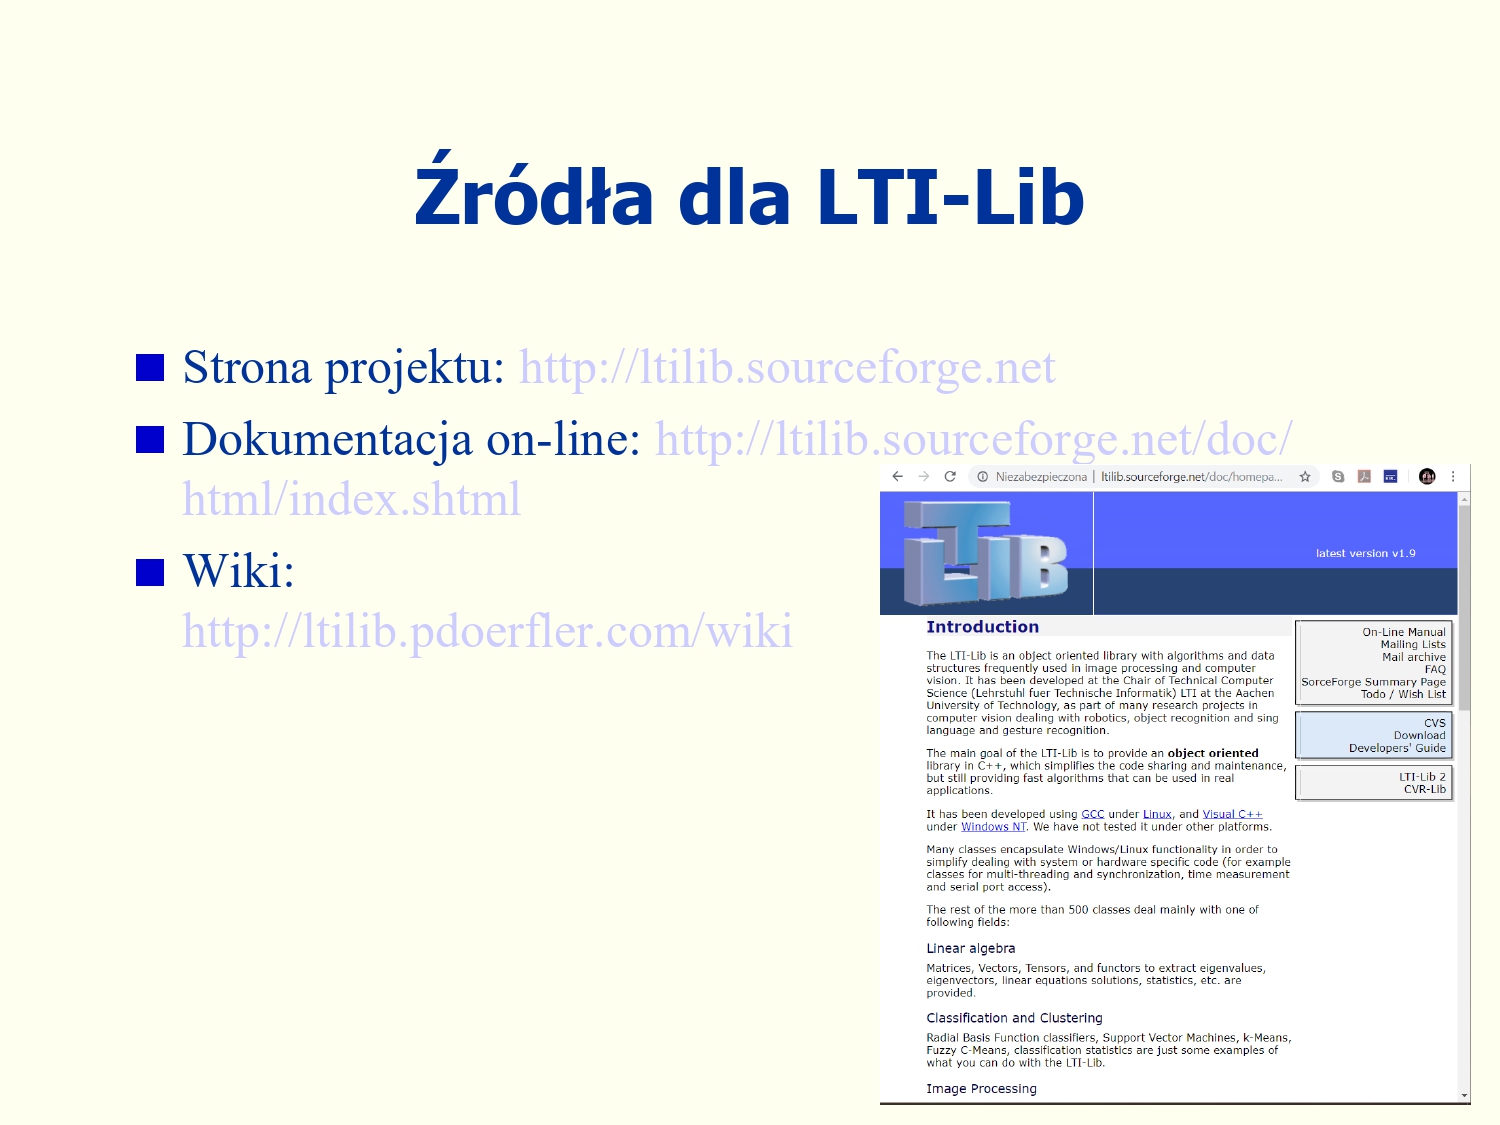 Źródła dla LTI-Lib
Strona projektu: http://ltilib.sourceforge.net
Dokumentacja on-line: http://ltilib.sourceforge.net/doc/
html/index.shtml
Wiki:
http://ltilib.pdoerfler.com/wiki
Niezabezpieczona | ltilib.sourceforge.net/doc/homepa...
LTI LIB
latest version v1.9
Introduction
The LTI-Lib is an object oriented library with algorithms and data
structures frequently used in image processing and computer
vision. It has been developed at the Chair of Technical Computer
Science (Lehrstuhl fuer Technische Informatik) LTI at the Aachen
University of Technology, as part of many research projects in
computer vision dealing with robotics, object recognition and sing
language and gesture recognition.
The main goal of the LTI-Lib is to provide an object oriented
library in C++, which simplifies the code sharing and maintenance,
but still providing fast algorithms that can be used in real
applications.
It has been developed using GCC under Linux, and Visual C++
under Windows NT. We have not tested it under other platforms.
Many classes encapsulate Windows/Linux functionality in order to
simplify dealing with system or hardware specific code (for example
classes for multi-threading and synchronization, time measurement
and serial port access).
The rest of the more than 500 classes deal mainly with one of
following fields:
Linear algebra
Matrices, Vectors, Tensors, and functors to extract eigenvalues,
eigenvectors, linear equations solutions, statistics, etc. are
provided.
Classification and Clustering
Radial Basis Function classifiers, Support Vector Machines, k-Means,
Fuzzy C-Means, classification statistics are just some examples of
what you can do with the LTI-Lib.
Image Processing
On-Line Manual
Mailing Lists
Mail archive
FAQ
SorceForge Summary Page
Todo / Wish List
CVS
Download
Developers' Guide
LTI-Lib 2
CVR-Lib